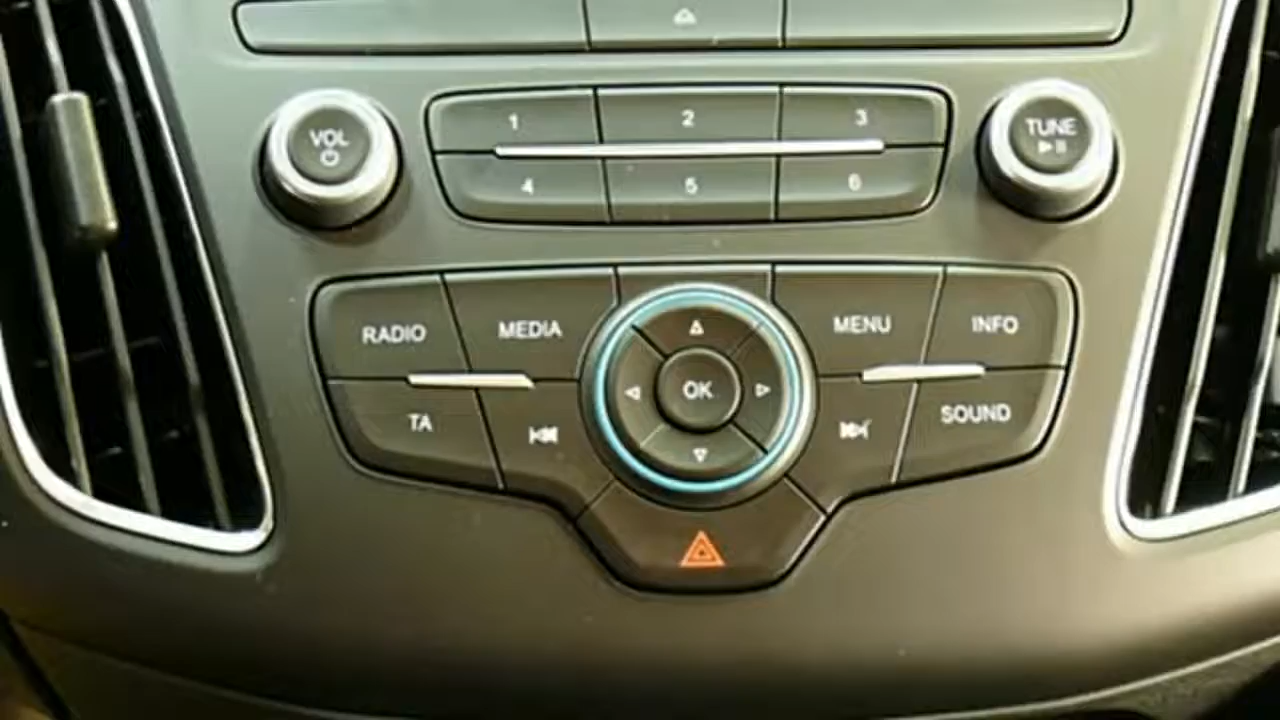 VOL
1 2 3
TUNE
4 5 6
RADIO MEDIA MENU INFO
OK
TA SOUND